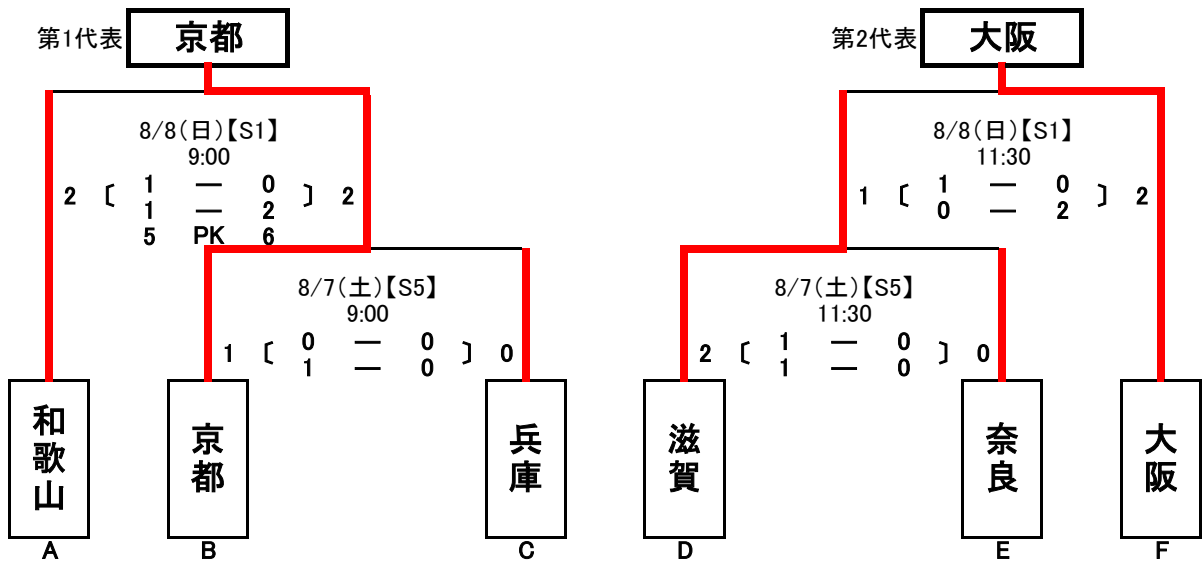 第1代表 京都
第2代表 大阪
8/8(日)【S1】
9:00
2 〔 1 — 0 〕 2
1 — 2
5 PK 6
8/8(日)【S1】
11:30
1 〔 1 — 0 〕 2
0 — 2
8/7(土)【S5】
9:00
1 〔 0 — 0 〕 0
1 — 0
8/7(土)【S5】
11:30
2 〔 1 — 0 〕 0
1 — 0
和歌山
京都
兵庫
滋賀
奈良
大阪
A B C D E F